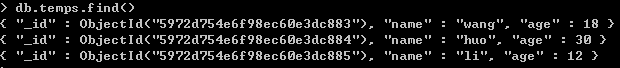 > db.temps.find()
{ "_id" : ObjectId("5972d754e6f98ec60e3dc883"), "name" : "wang", "age" : 18 }
{ "_id" : ObjectId("5972d754e6f98ec60e3dc884"), "name" : "huo", "age" : 30 }
{ "_id" : ObjectId("5972d754e6f98ec60e3dc885"), "name" : "li", "age" : 12 }